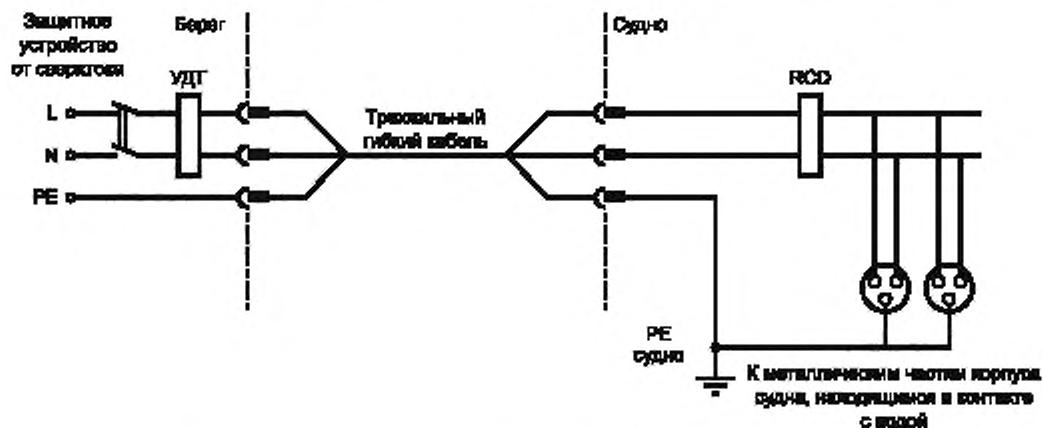 Защитное
устройство
от сверхтока
Берег
Судно
УДТ
RCD
L
Трехжильный
гибкий кабель
N
PE
PE
судно
К металлическим частям корпуса
судна, находящимся в контакте
с водой